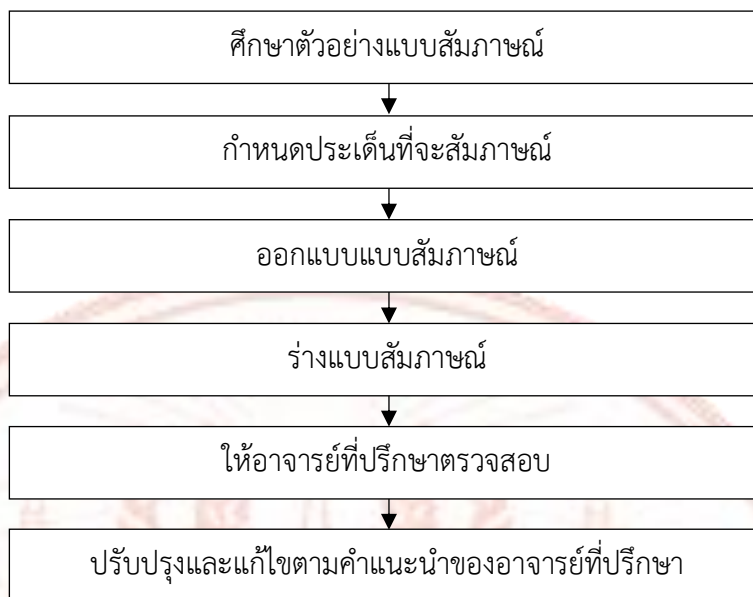 ศึกษาตัวอย่างแบบสัมภาษณ์
กำหนดประเด็นที่จะสัมภาษณ์
ออกแบบแบบสัมภาษณ์
ร่างแบบสัมภาษณ์
ให้อาจารย์ที่ปรึกษาตรวจสอบ
ปรับปรุงและแก้ไขตามคำแนะนำของอาจารย์ที่ปรึกษา